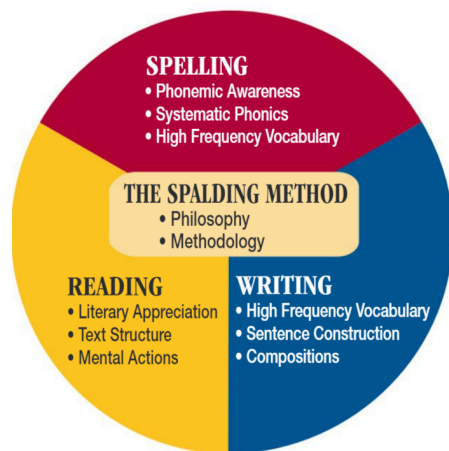 SPELLING
• Phonemic Awareness
• Systematic Phonics
• High Frequency Vocabulary
THE SPALDING METHOD
• Philosophy
• Methodology
READING
• Literary Appreciation
• Text Structure
• Mental Actions
WRITING
• High Frequency Vocabulary
• Sentence Construction
• Compositions